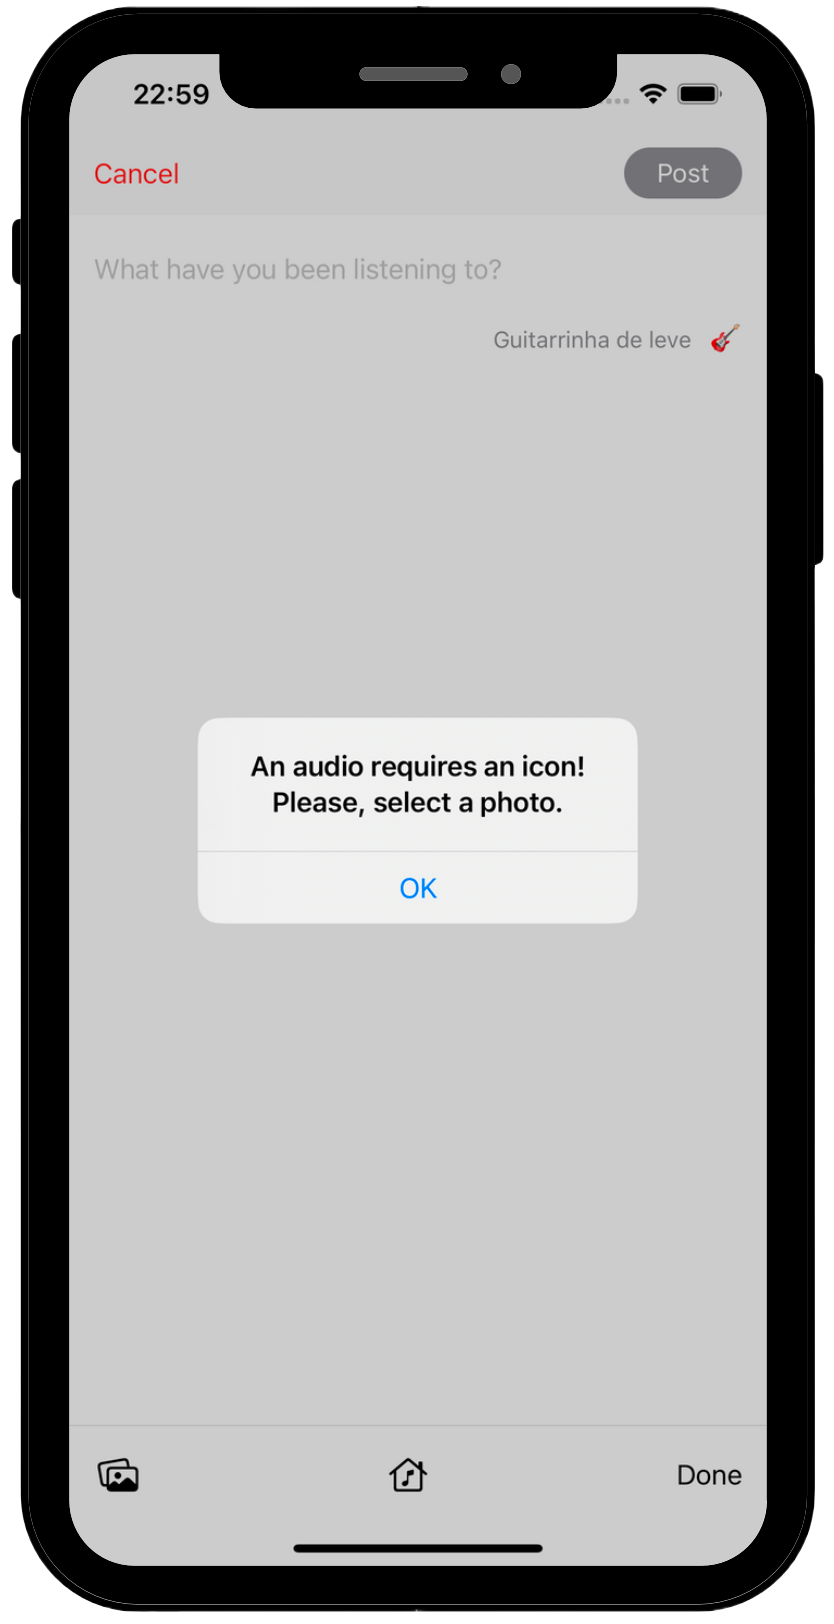 22:59
Cancel
Post
What have you been listening to?
Guitarrinha de leve 🎸
An audio requires an icon!
Please, select a photo.
OK
Done